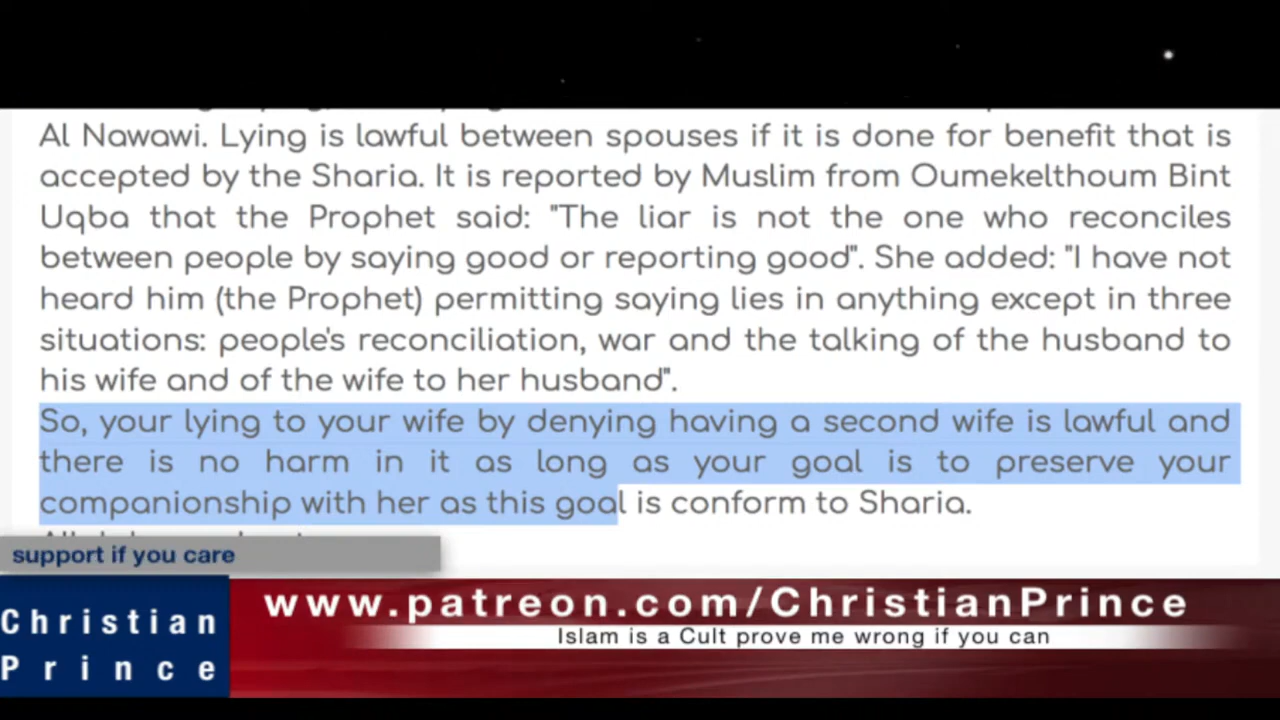 Al Nawawi. Lying is lawful between spouses if it is done for benefit that is
accepted by the Sharia. It is reported by Muslim from Oumekelthoum Bint
Uqba that the Prophet said: "The liar is not the one who reconciles
between people by saying good or reporting good". She added: "I have not
heard him (the Prophet) permitting saying lies in anything except in three
situations: people's reconciliation, war and the talking of the husband to
his wife and of the wife to her husband".
So, your lying to your wife by denying having a second wife is lawful and
there is no harm in it as long as your goal is to preserve your
companionship with her as this goal is conform to Sharia.
support if you care
Christian
Prince
www.patreon.com/ChristianPrince
Islam is a Cult prove me wrong if you can